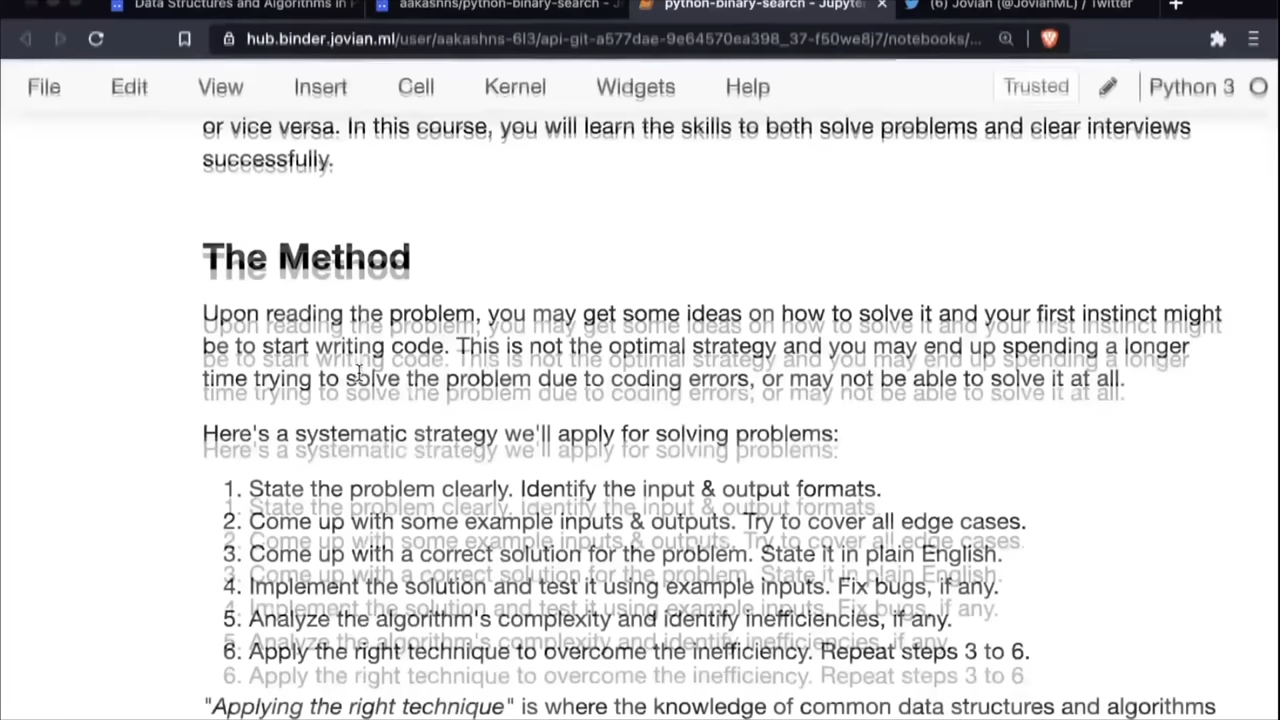 Data Structures and Algorithms in
aakashns/python-binary-search - J
python-binary-search - Jupyter
(6) Jovian (@JovianML) / Twitter
hub.binder.jovian.ml/user/aakashns-6l3/api-git-a577dae-9e64570ea398_37-f50we8j7/notebooks/...
File Edit View Insert Cell Kernel Widgets Help Trusted Python 3
or vice versa. In this course, you will learn the skills to both solve problems and clear interviews
successfully.
The Method
Upon reading the problem, you may get some ideas on how to solve it and your first instinct might
be to start writing code. This is not the optimal strategy and you may end up spending a longer
time trying to solve the problem due to coding errors, or may not be able to solve it at all.
Here's a systematic strategy we'll apply for solving problems:
1. State the problem clearly. Identify the input & output formats.
2. Come up with some example inputs & outputs. Try to cover all edge cases.
3. Come up with a correct solution for the problem. State it in plain English.
4. Implement the solution and test it using example inputs. Fix bugs, if any.
5. Analyze the algorithm's complexity and identify inefficiencies, if any.
6. Apply the right technique to overcome the inefficiency. Repeat steps 3 to 6.
"Applying the right technique" is where the knowledge of common data structures and algorithms